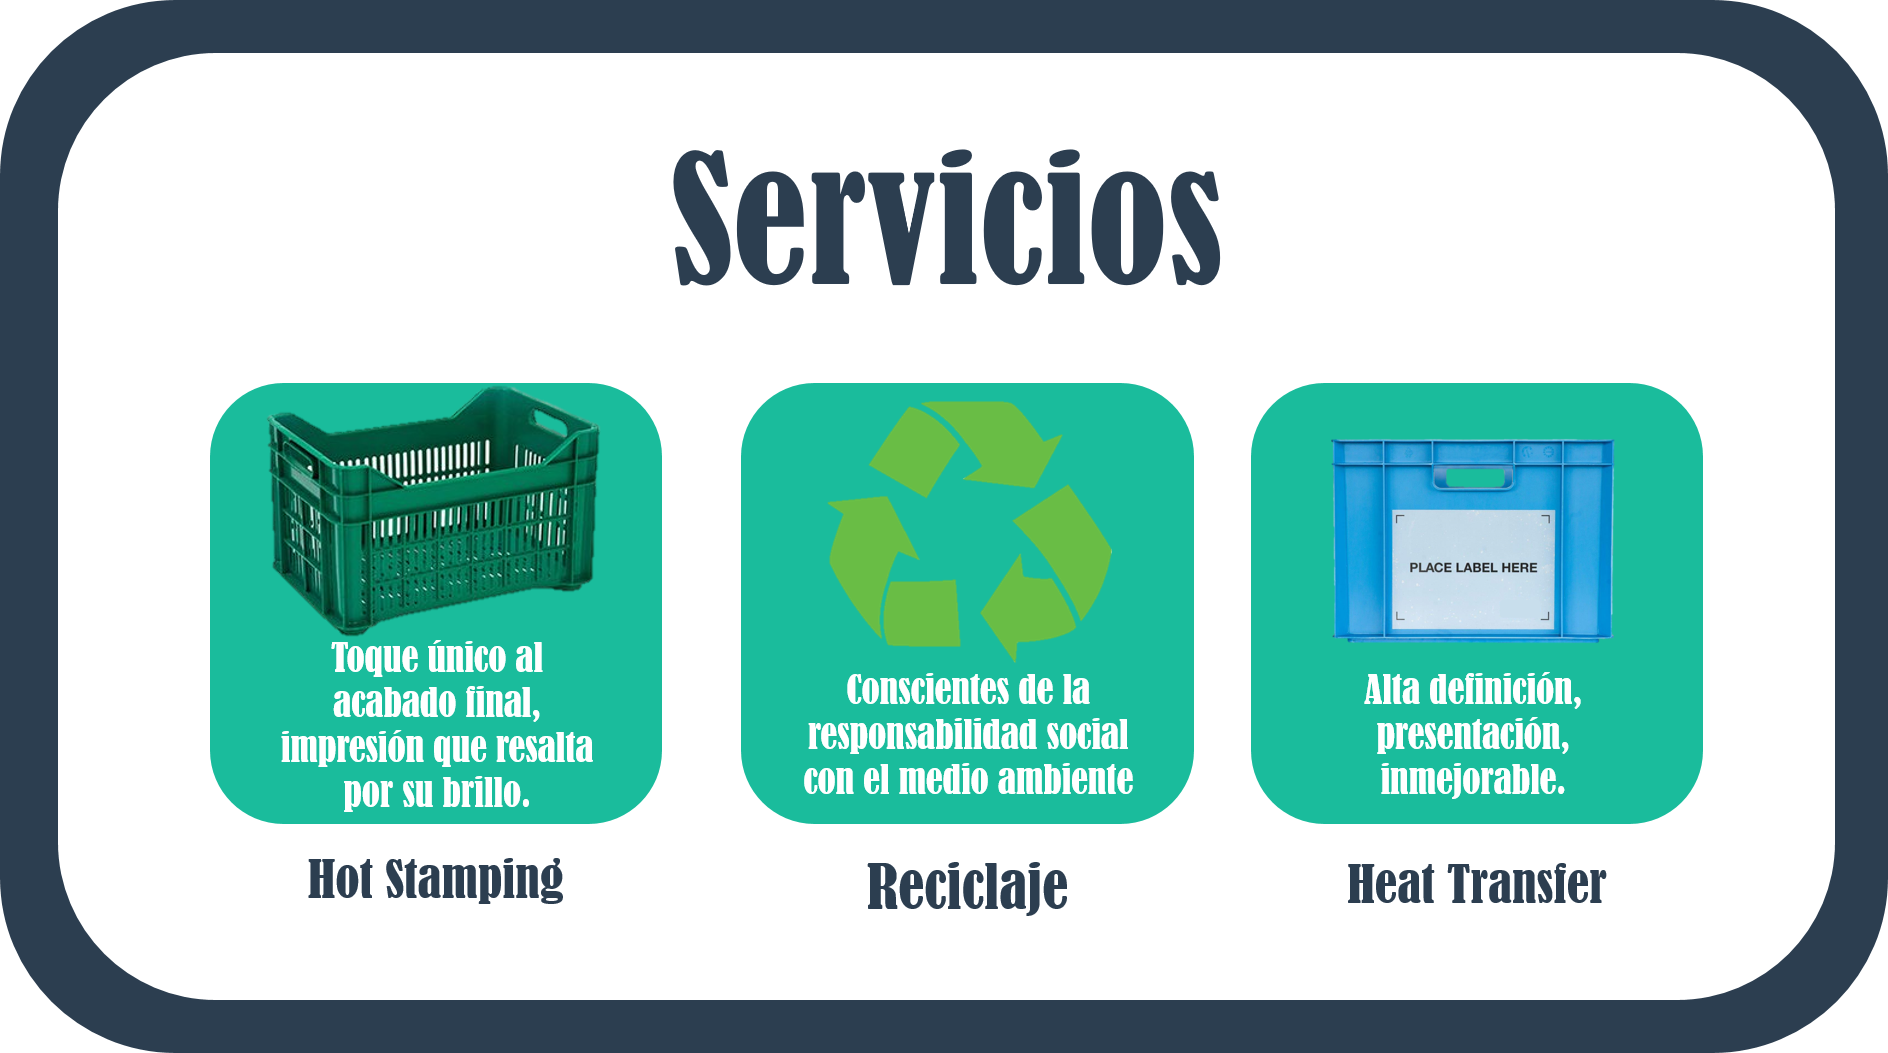 Servicios
Toque único al
acabado final,
impresión que resalta
por su brillo.
Hot Stamping
Conscientes de la
responsabilidad social
con el medio ambiente
Reciclaje
PLACE LABEL HERE
Alta definición,
presentación,
inmejorable.
Heat Transfer